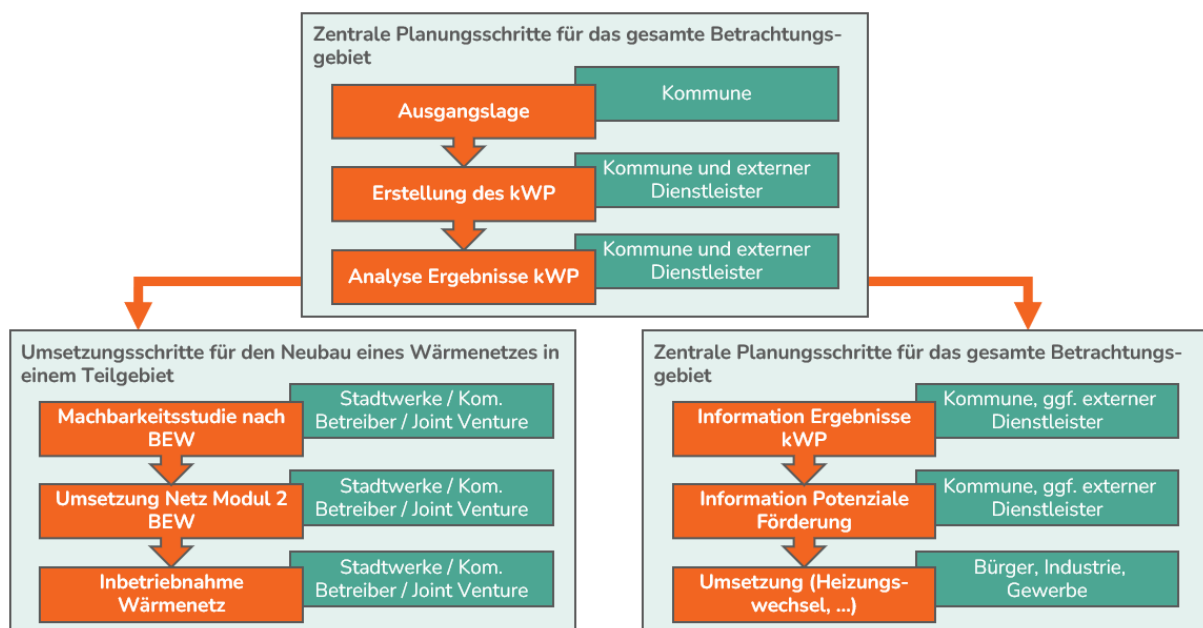 Zentrale Planungsschritte für das gesamte Betrachtungs-
gebiet
Ausgangslage
Kommune
Erstellung des kWP
Kommune und externer
Dienstleister
Analyse Ergebnisse kWP
Kommune und externer
Dienstleister
Umsetzungsschritte für den Neubau eines Wärmenetzes in
einem Teilgebiet
Machbarkeitsstudie nach
BEW
Stadtwerke / Kom.
Betreiber / Joint Venture
Umsetzung Netz Modul 2
BEW
Stadtwerke / Kom.
Betreiber / Joint Venture
Inbetriebnahme
Wärmenetz
Stadtwerke / Kom.
Betreiber / Joint Venture
Zentrale Planungsschritte für das gesamte Betrachtungs-
gebiet
Information Ergebnisse
kWP
Kommune, ggf. externer
Dienstleister
Information Potenziale
Förderung
Kommune, ggf. externer
Dienstleister
Umsetzung (Heizungs-
wechsel, ...)
Bürger, Industrie,
Gewerbe